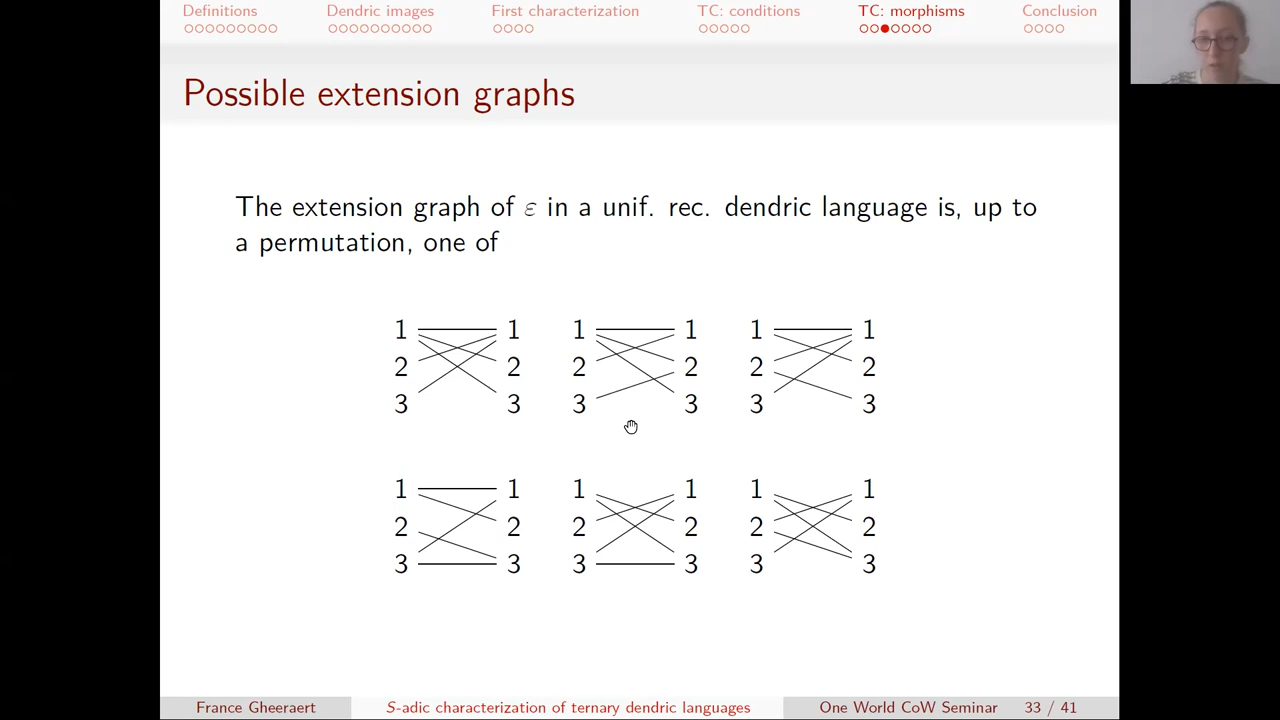 Definitions Dendric images First characterization TC: conditions TC: morphisms Conclusion
Possible extension graphs
The extension graph of ε in a unif. rec. dendric language is, up to
a permutation, one of
1 1 1 1 1 1
2 2 2 2 2 2
3 3 3 3 3 3
1 1 1 1 1 1
2 2 2 2 2 2
3 3 3 3 3 3
France Gheeraert S-adic characterization of ternary dendric languages One World CoW Seminar 33 / 41